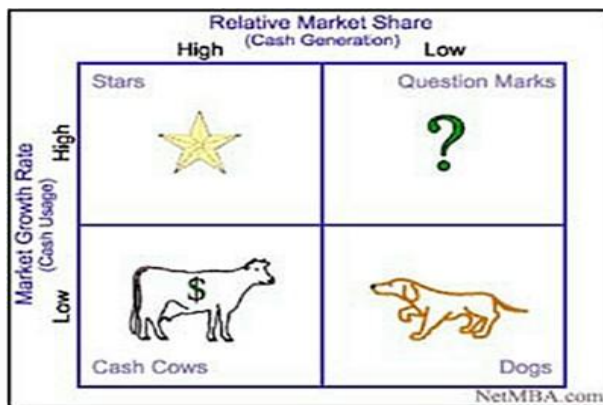 Relative Market Share
(Cash Generation)
High Low
Stars Question Marks
?
Market Growth Rate
(Cash Usage)
High
Low
$
Cash Cows Dogs
NetMBA.com